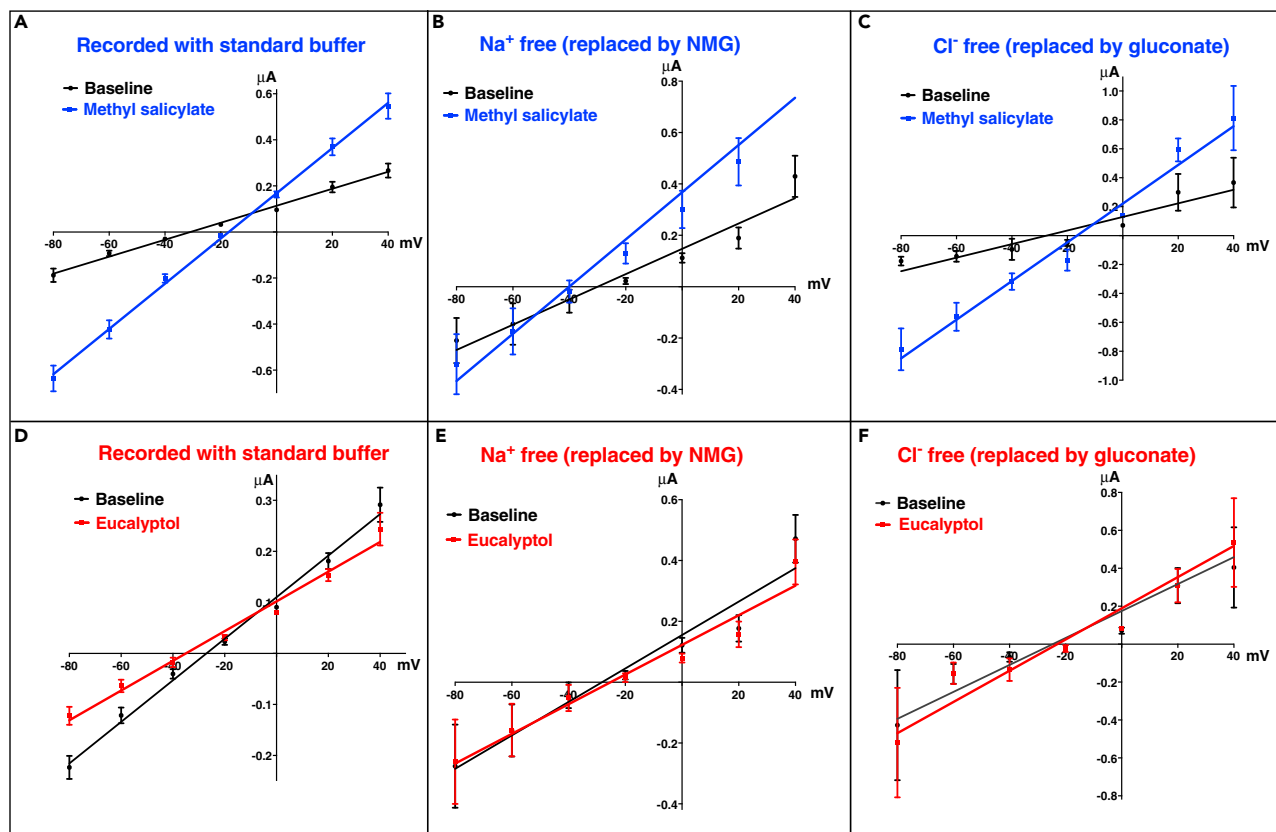 A
Recorded with standard buffer
Baseline
Methyl salicylate
μA
0.6
0.4
0.2
-80 -60 -40 -20 0 20 40 mV
-0.2
-0.4
-0.6
B
Na+ free (replaced by NMG)
Baseline
Methyl salicylate
μA
0.8
0.6
0.4
0.2
-80 -60 -40 -20 0 20 40 mV
-0.2
-0.4
C
Cl- free (replaced by gluconate)
Baseline
Methyl salicylate
μA
1.0
0.8
0.6
0.4
0.2
-80 -60 -40 -20 0 20 40 mV
-0.2
-0.4
-0.6
-0.8
-1.0
D
Recorded with standard buffer
Baseline
Eucalyptol
μA
0.3
0.2
0.1
-80 -60 -40 -20 0 20 40 mV
-0.1
-0.2
E
Na+ free (replaced by NMG)
Baseline
Eucalyptol
μA
0.6
0.4
0.2
-80 -60 -40 -20 0 20 40 mV
-0.2
-0.4
F
Cl- free (replaced by gluconate)
Baseline
Eucalyptol
μA
0.8
0.6
0.4
0.2
-80 -60 -40 -20 0 20 40 mV
-0.2
-0.4
-0.6
-0.8